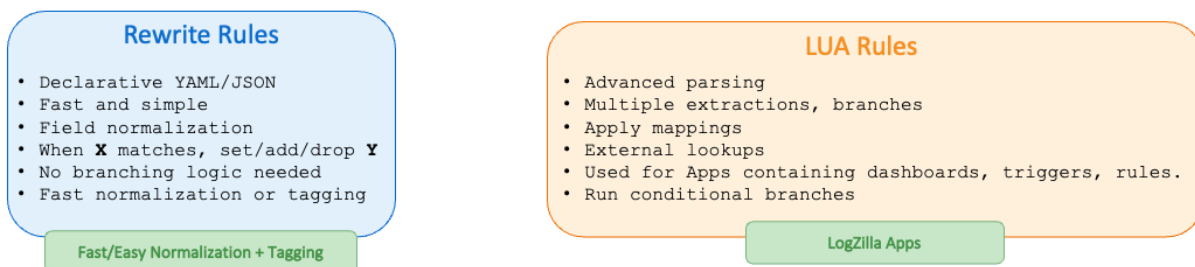 Rewrite Rules
• Declarative YAML/JSON
• Fast and simple
• Field normalization
• When X matches, set/add/drop Y
• No branching logic needed
• Fast normalization or tagging
Fast/Easy Normalization + Tagging
LUA Rules
• Advanced parsing
• Multiple extractions, branches
• Apply mappings
• External lookups
• Used for Apps containing dashboards, triggers, rules.
• Run conditional branches
LogZilla Apps